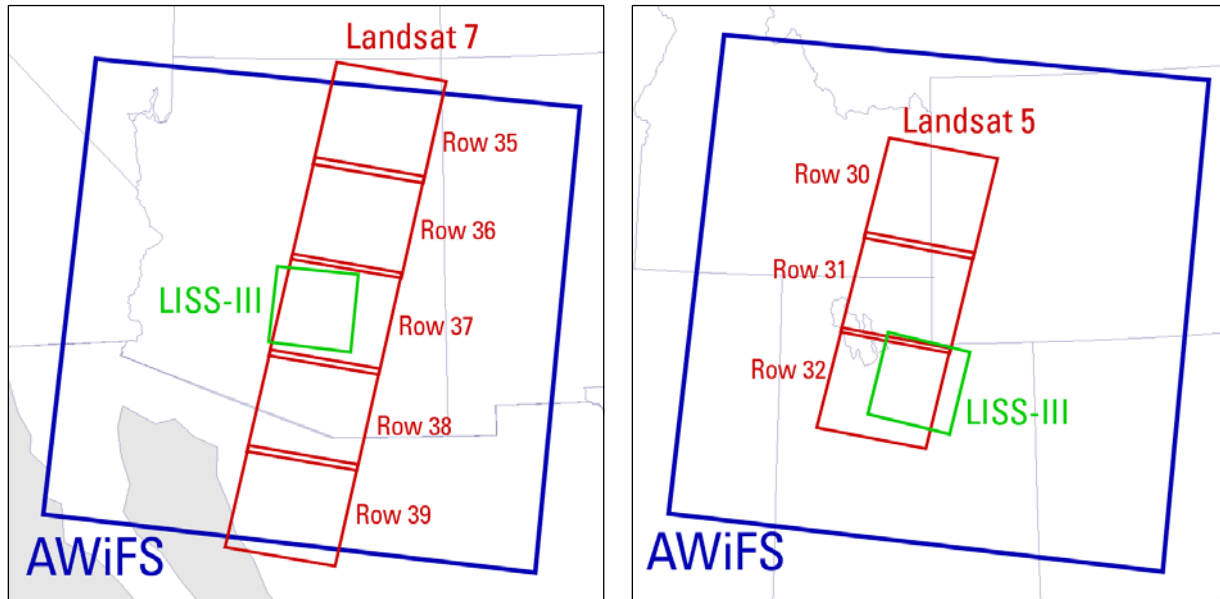 Landsat 7
Row 35
Row 36
LISS-III
Row 37
Row 38
Row 39
AWiFS
Landsat 5
Row 30
Row 31
Row 32
LISS-III
AWiFS